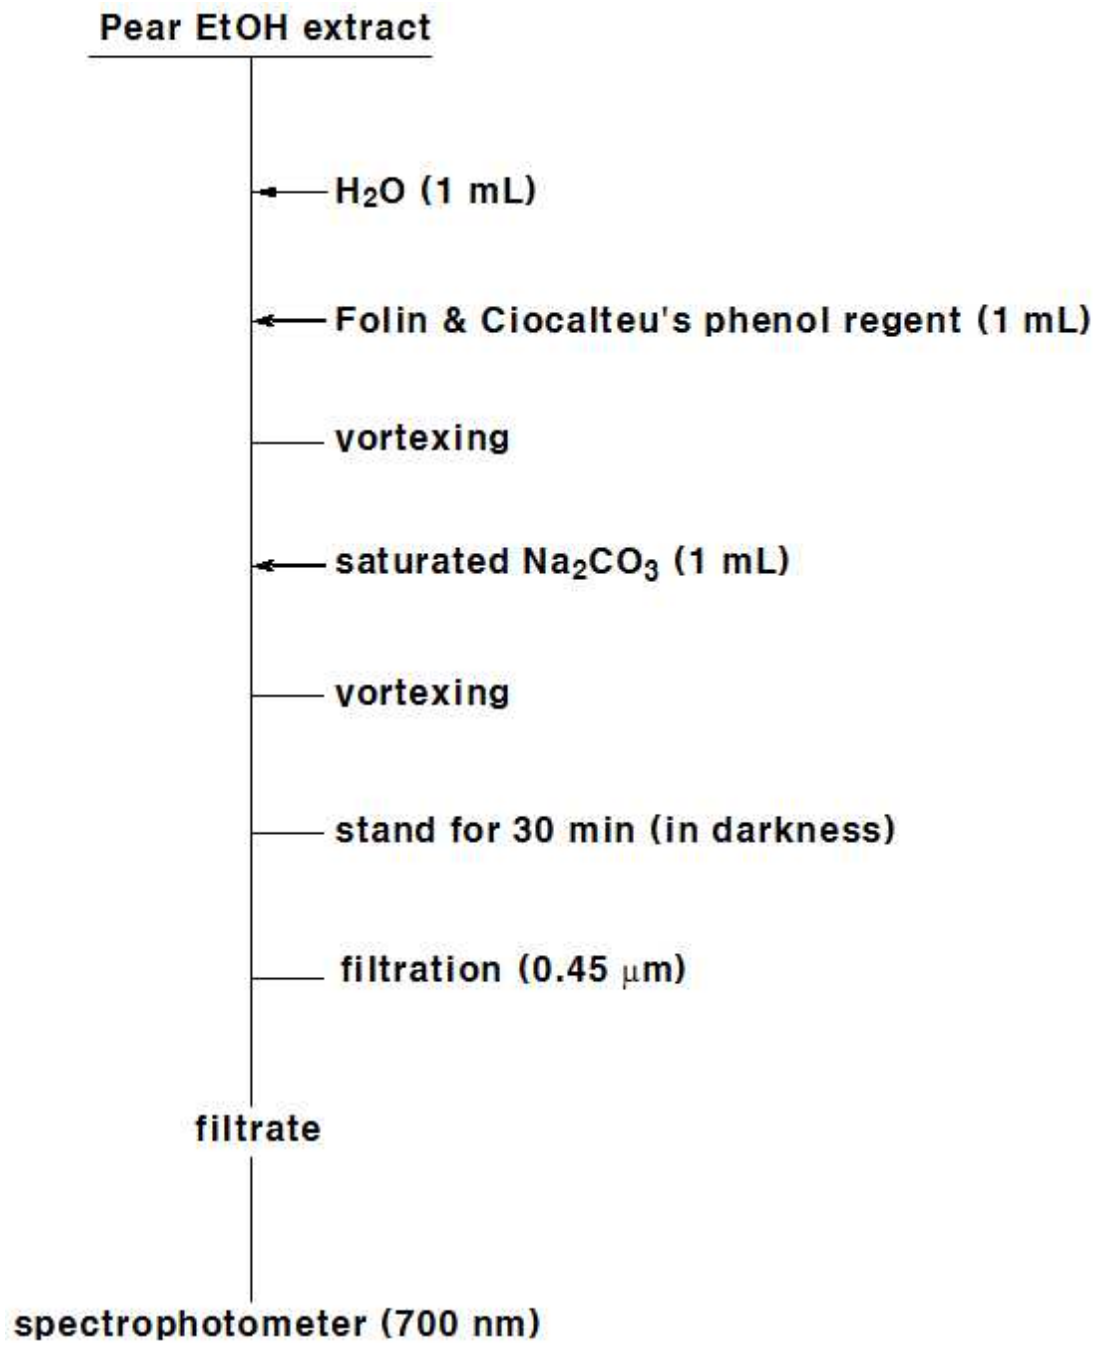 Pear EtOH extract
H₂O (1 mL)
Folin & Ciocalteu's phenol regent (1 mL)
vortexing
saturated Na₂CO₃ (1 mL)
vortexing
stand for 30 min (in darkness)
filtration (0.45 μm)
filtrate
spectrophotometer (700 nm)